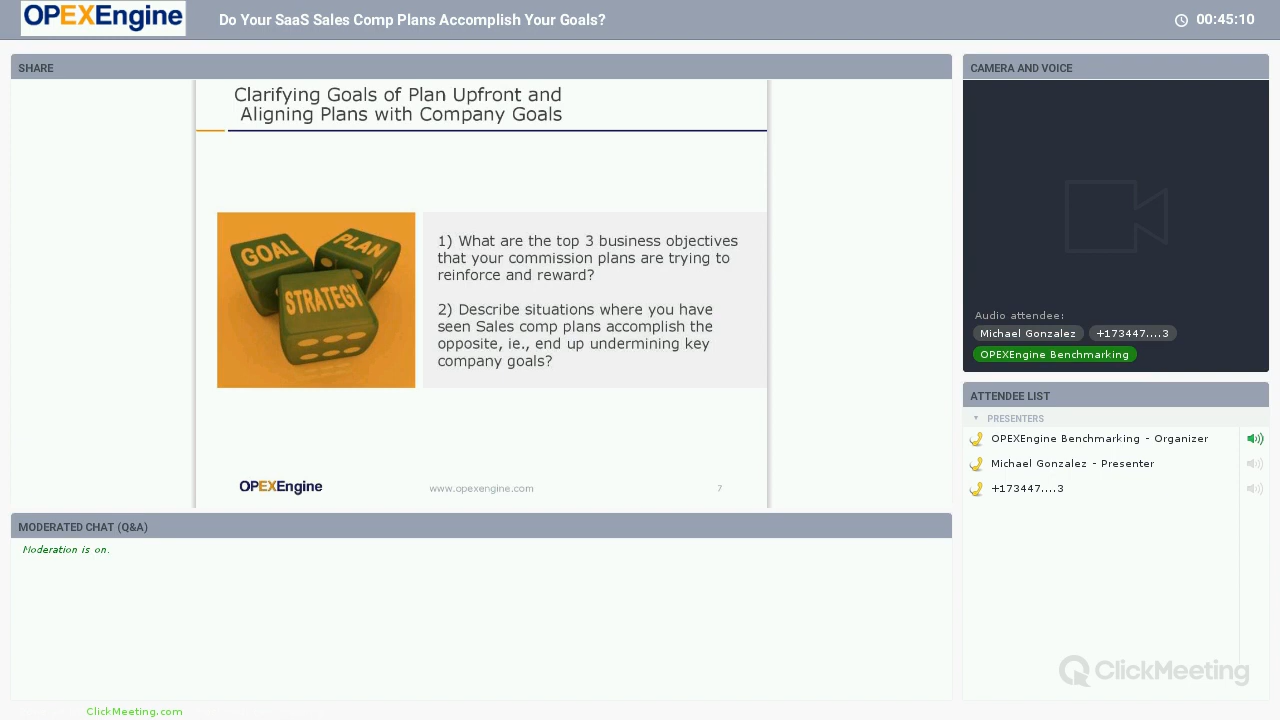 OPEXEngine
Do Your SaaS Sales Comp Plans Accomplish Your Goals?
00:45:10
SHARE
Clarifying Goals of Plan Upfront and
Aligning Plans with Company Goals
GOAL
PLAN
STRATEGY
1) What are the top 3 business objectives
that your commission plans are trying to
reinforce and reward?
2) Describe situations where you have
seen Sales comp plans accomplish the
opposite, ie., end up undermining key
company goals?
OPEXEngine
www.opexengine.com
7
MODERATED CHAT (Q&A)
Moderation is on.
CAMERA AND VOICE
Audio attendee:
Michael Gonzalez
+173447....3
OPEXEngine Benchmarking
ATTENDEE LIST
PRESENTERS
OPEXEngine Benchmarking - Organizer
Michael Gonzalez - Presenter
+173447....3
ClickMeeting
ClickMeeting.com